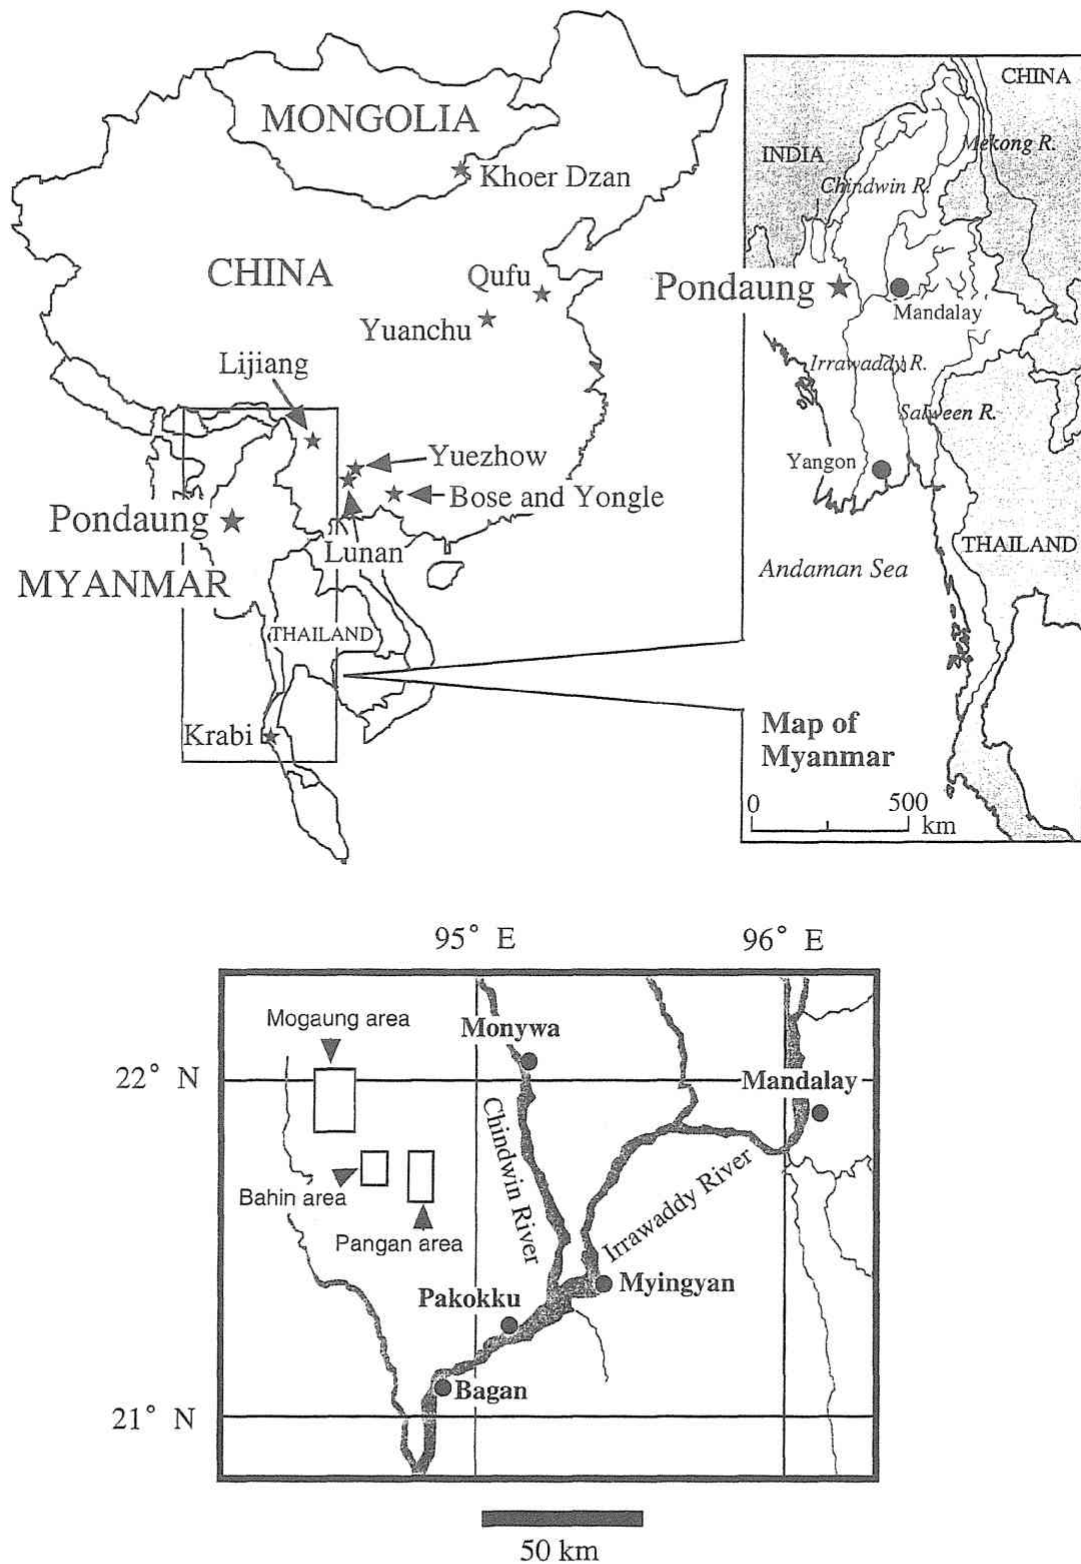 MONGOLIA
Khoer Dzan
CHINA
Qufu
Yuanchu
Lijiang
Yuezhow
Bose and Yongle
Pondaung
Lunan
MYANMAR
THAILAND
Krabi
CHINA
Mekong R.
INDIA
Chindwin R.
Pondaung
Mandalay
Irrawaddy R.
Salween R.
Yangon
THAILAND
Andaman Sea
Map of
Myanmar
0 500
km
95° E 96° E
Mogaung area
Monywa
22° N
Mandalay
Chindwin River
Bahin area
Irrawaddy River
Pangan area
Myingyan
Pakokku
Bagan
21° N
50 km